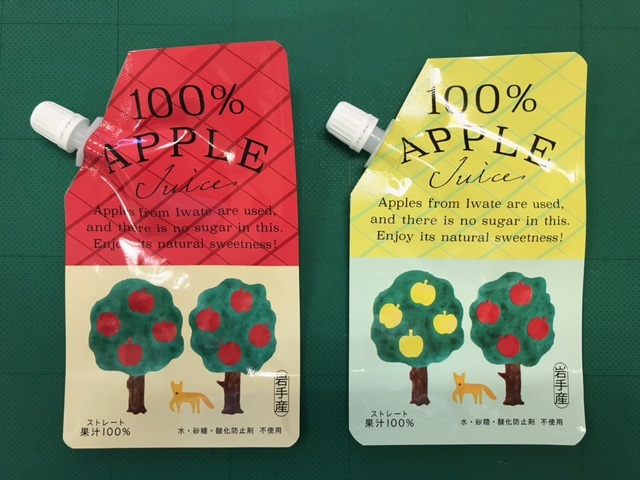 100%
APPLE
Juice
Apples from Iwate are used,
and there is no sugar in this.
Enjoy its natural sweetness!
岩手産
ストレート
果汁100%
水・砂糖・酸化防止剤 不使用
100%
APPLE
Juice
Apples from Iwate are used,
and there is no sugar in this.
Enjoy its natural sweetness!
岩手産
ストレート
果汁100%
水・砂糖・酸化防止剤 不使用